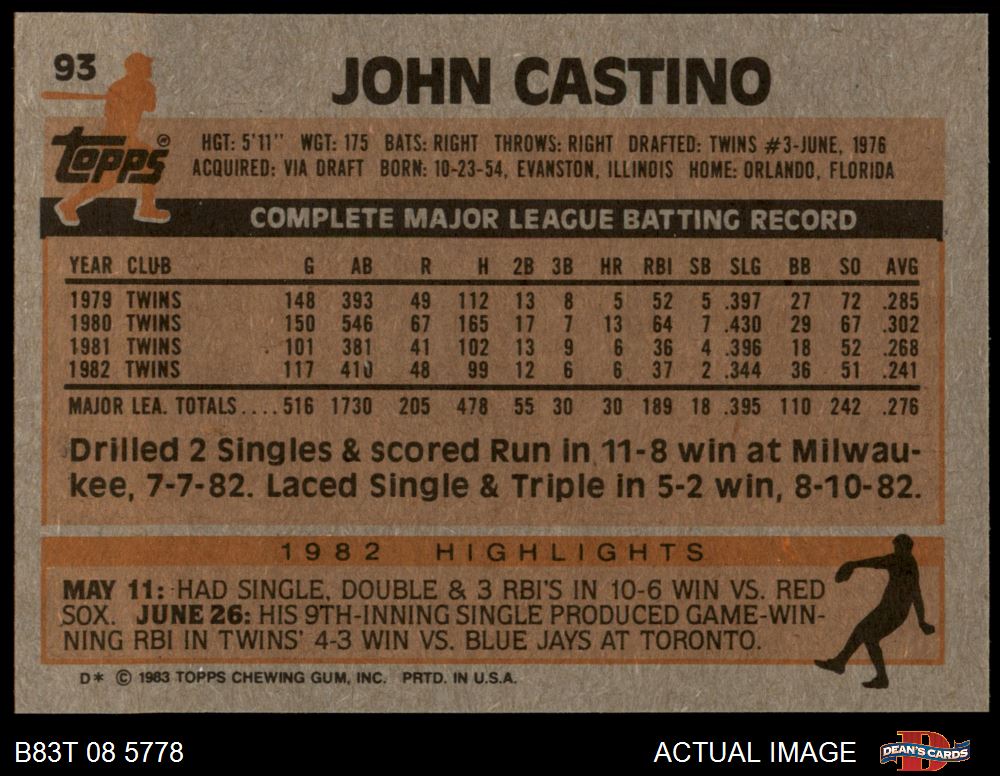 93
JOHN CASTINO
Topps®
HGT: 5'11" WGT: 175 BATS: RIGHT THROWS: RIGHT DRAFTED: TWINS #3-JUNE, 1976
ACQUIRED: VIA DRAFT BORN: 10-23-54, EVANSTON, ILLINOIS HOME: ORLANDO, FLORIDA
COMPLETE MAJOR LEAGUE BATTING RECORD
YEAR CLUB G AB R H 2B 3B HR RBI SB SLG BB SO AVG
1979 TWINS 148 393 49 112 13 8 5 52 5 .397 27 72 .285
1980 TWINS 150 546 67 165 17 7 13 64 7 .430 29 67 .302
1981 TWINS 101 381 41 102 13 9 6 36 4 .396 18 52 .268
1982 TWINS 117 410 48 99 12 6 6 37 2 .344 36 51 .241
MAJOR LEA. TOTALS.... 516 1730 205 478 55 30 30 189 18 .395 110 242 .276
Drilled 2 Singles & scored Run in 11-8 win at Milwau-
kee, 7-7-82. Laced Single & Triple in 5-2 win, 8-10-82.
1982 HIGHLIGHTS
MAY 11: HAD SINGLE, DOUBLE & 3 RBI'S IN 10-6 WIN VS. RED
SOX. JUNE 26: HIS 9TH-INNING SINGLE PRODUCED GAME-WIN-
NING RBI IN TWINS' 4-3 WIN VS. BLUE JAYS AT TORONTO.
D* © 1983 TOPPS CHEWING GUM, INC. PRTD. IN U.S.A.
B83T 08 5778
ACTUAL IMAGE
DEAN'S CARDS